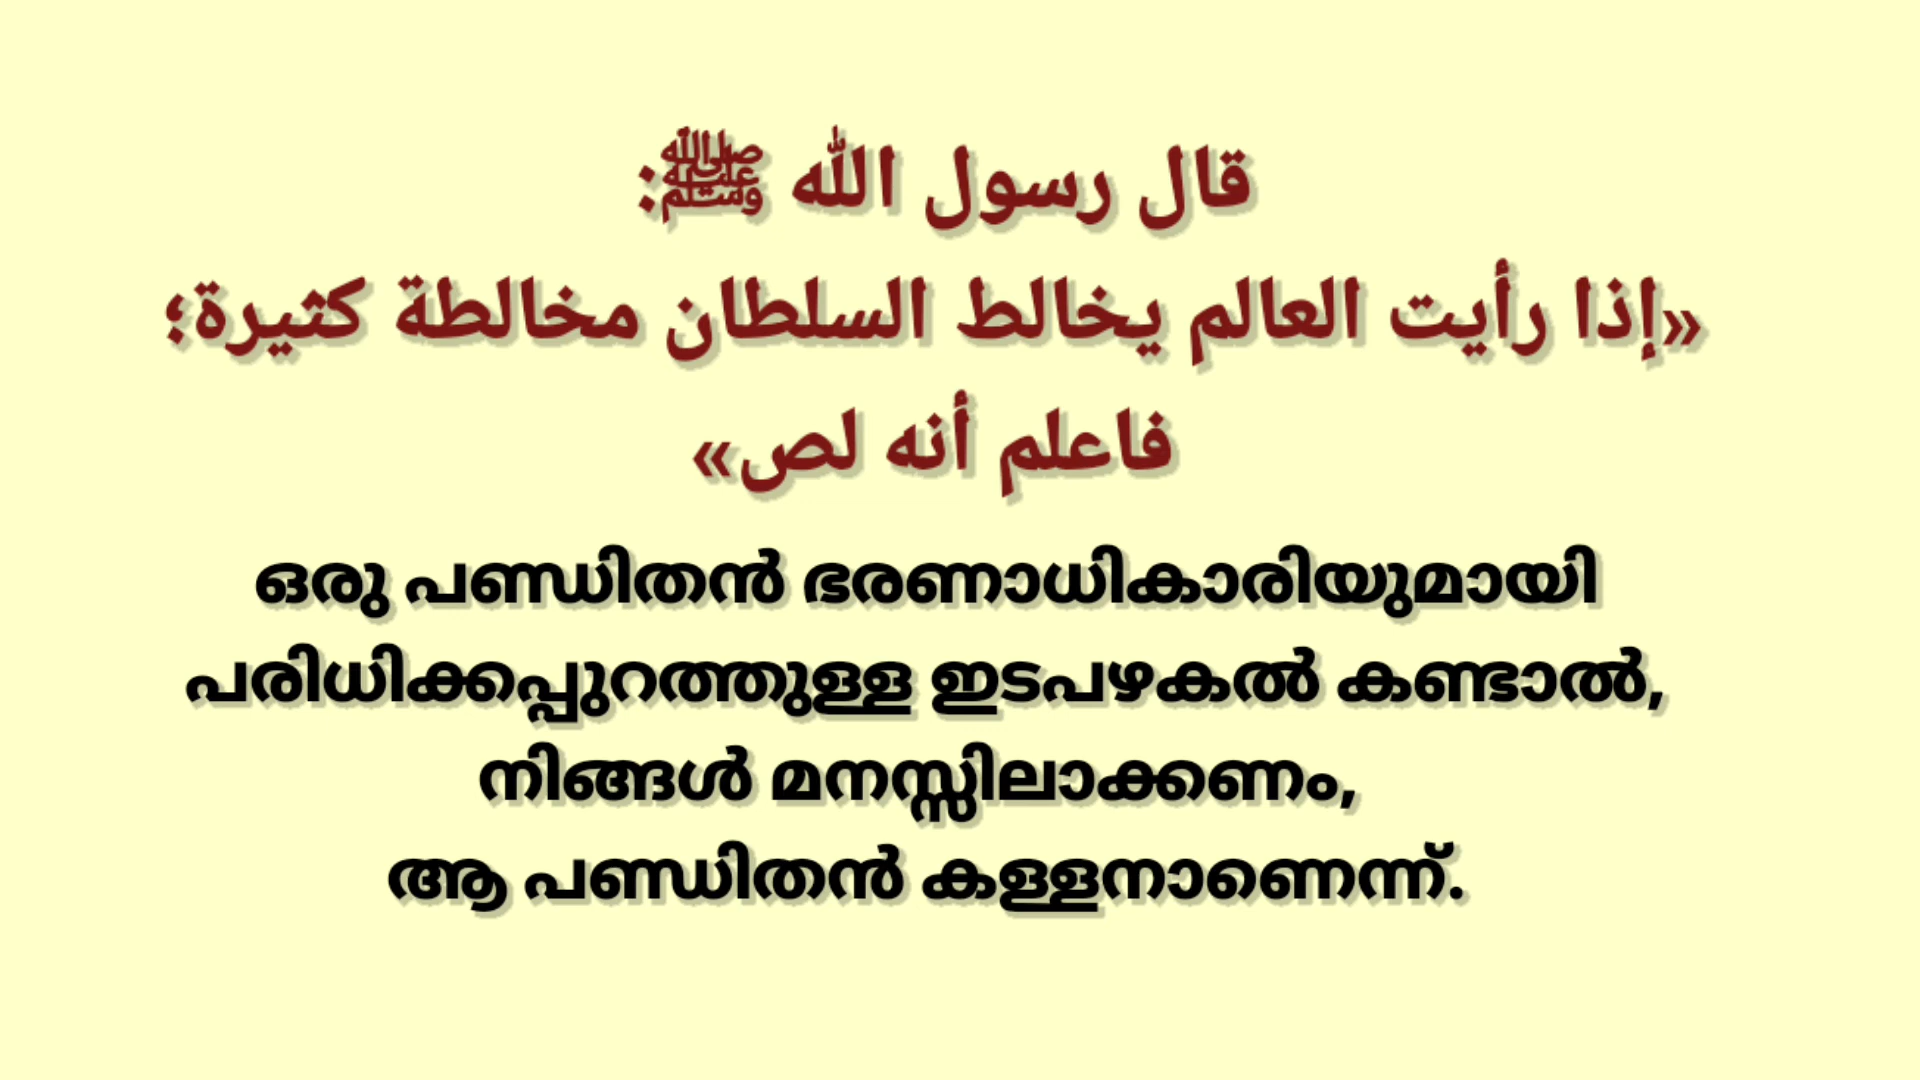 قال رسول الله ﷺ:
«إذا رأيت العالم يخالط السلطان مخالطة كثيرة؛
فاعلم أنه لص»
ഒരു പണ്ഡിതൻ ഭരണാധികാരിയുമായി
പരിധിക്കപ്പുറത്തുള്ള ഇടപഴകൽ കണ്ടാൽ,
നിങ്ങൾ മനസ്സിലാക്കണം,
ആ പണ്ഡിതൻ കള്ളനാണെന്ന്.